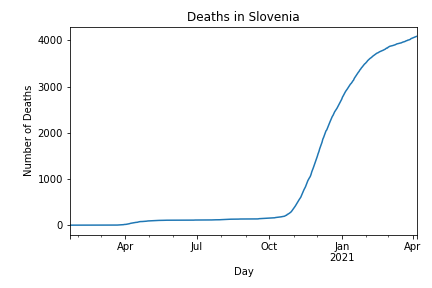 Deaths in Slovenia
Number of Deaths
4000
3000
2000
1000
0
Apr
Jul
Oct
Jan
2021
Apr
Day